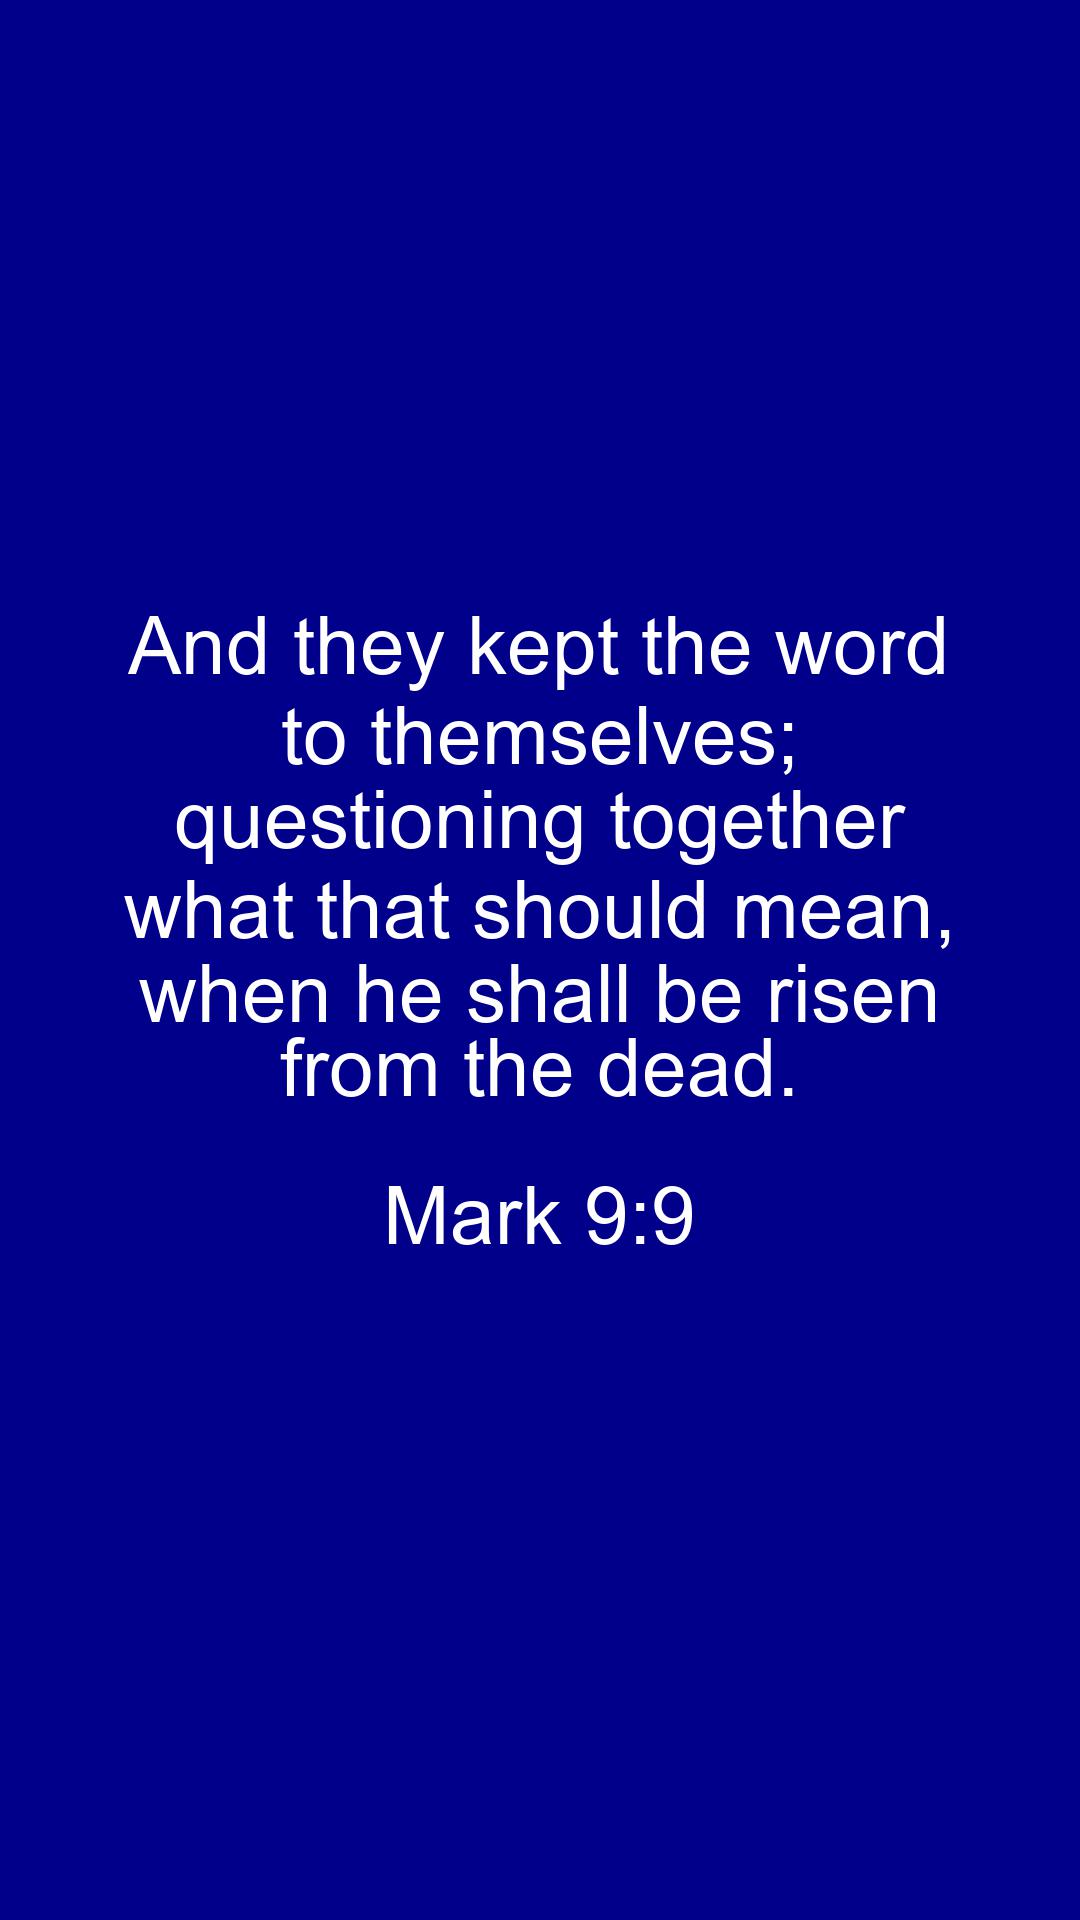 And they kept the word
to themselves;
questioning together
what that should mean,
when he shall be risen
from the dead.
Mark 9:9